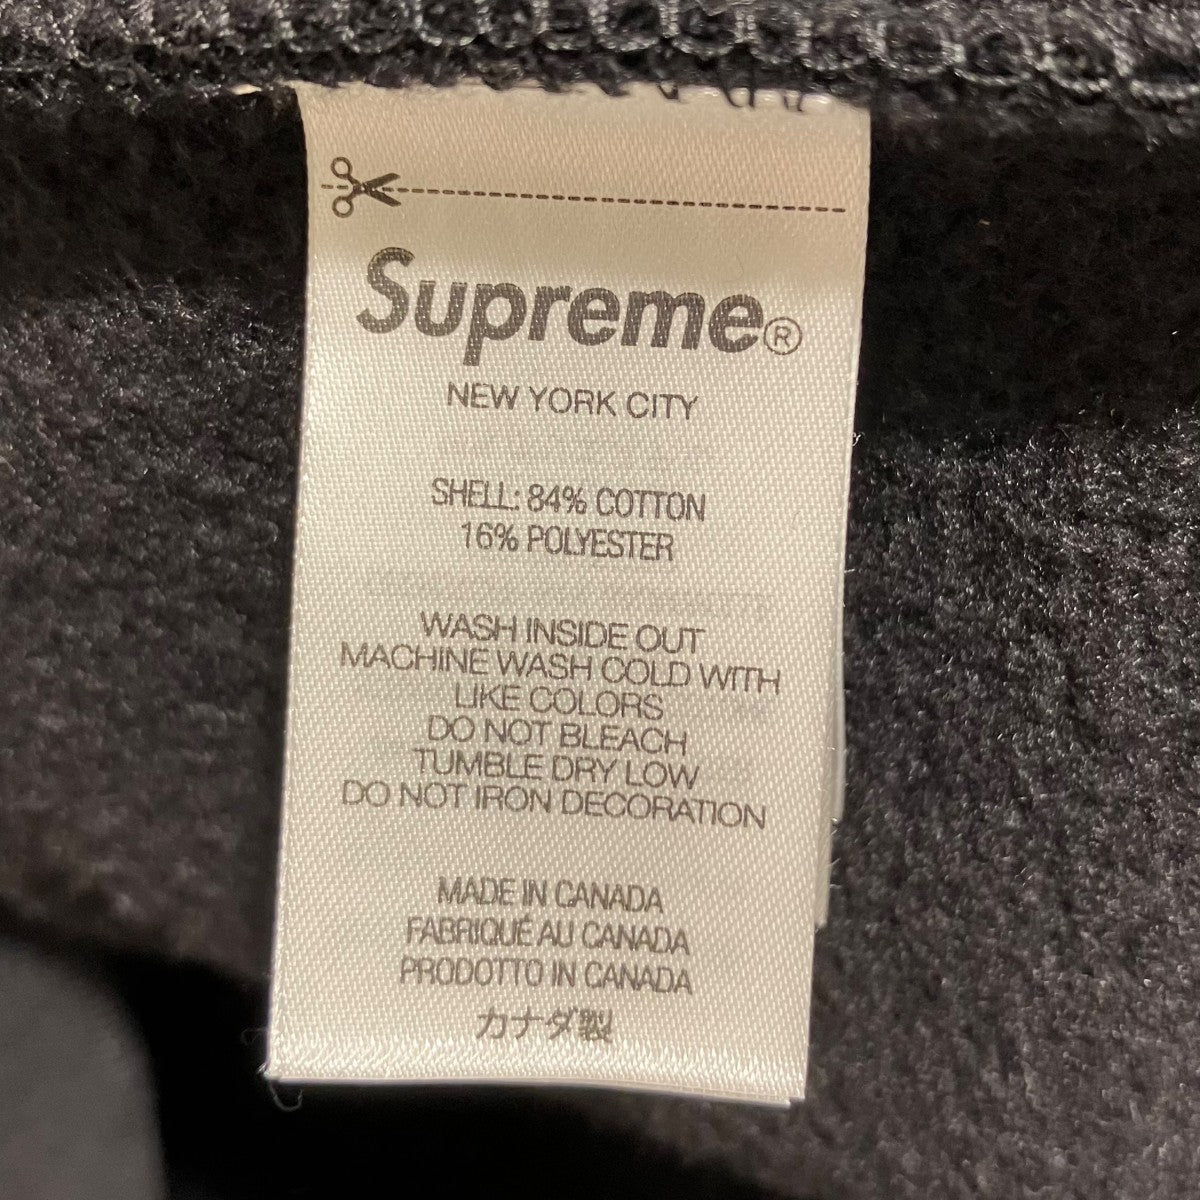 Supreme®
NEW YORK CITY
SHELL: 84% COTTON
16% POLYESTER
WASH INSIDE OUT
MACHINE WASH COLD WITH
LIKE COLORS
DO NOT BLEACH
TUMBLE DRY LOW
DO NOT IRON DECORATION
MADE IN CANADA
FABRIQUÉ AU CANADA
PRODOTTO IN CANADA
カナダ製